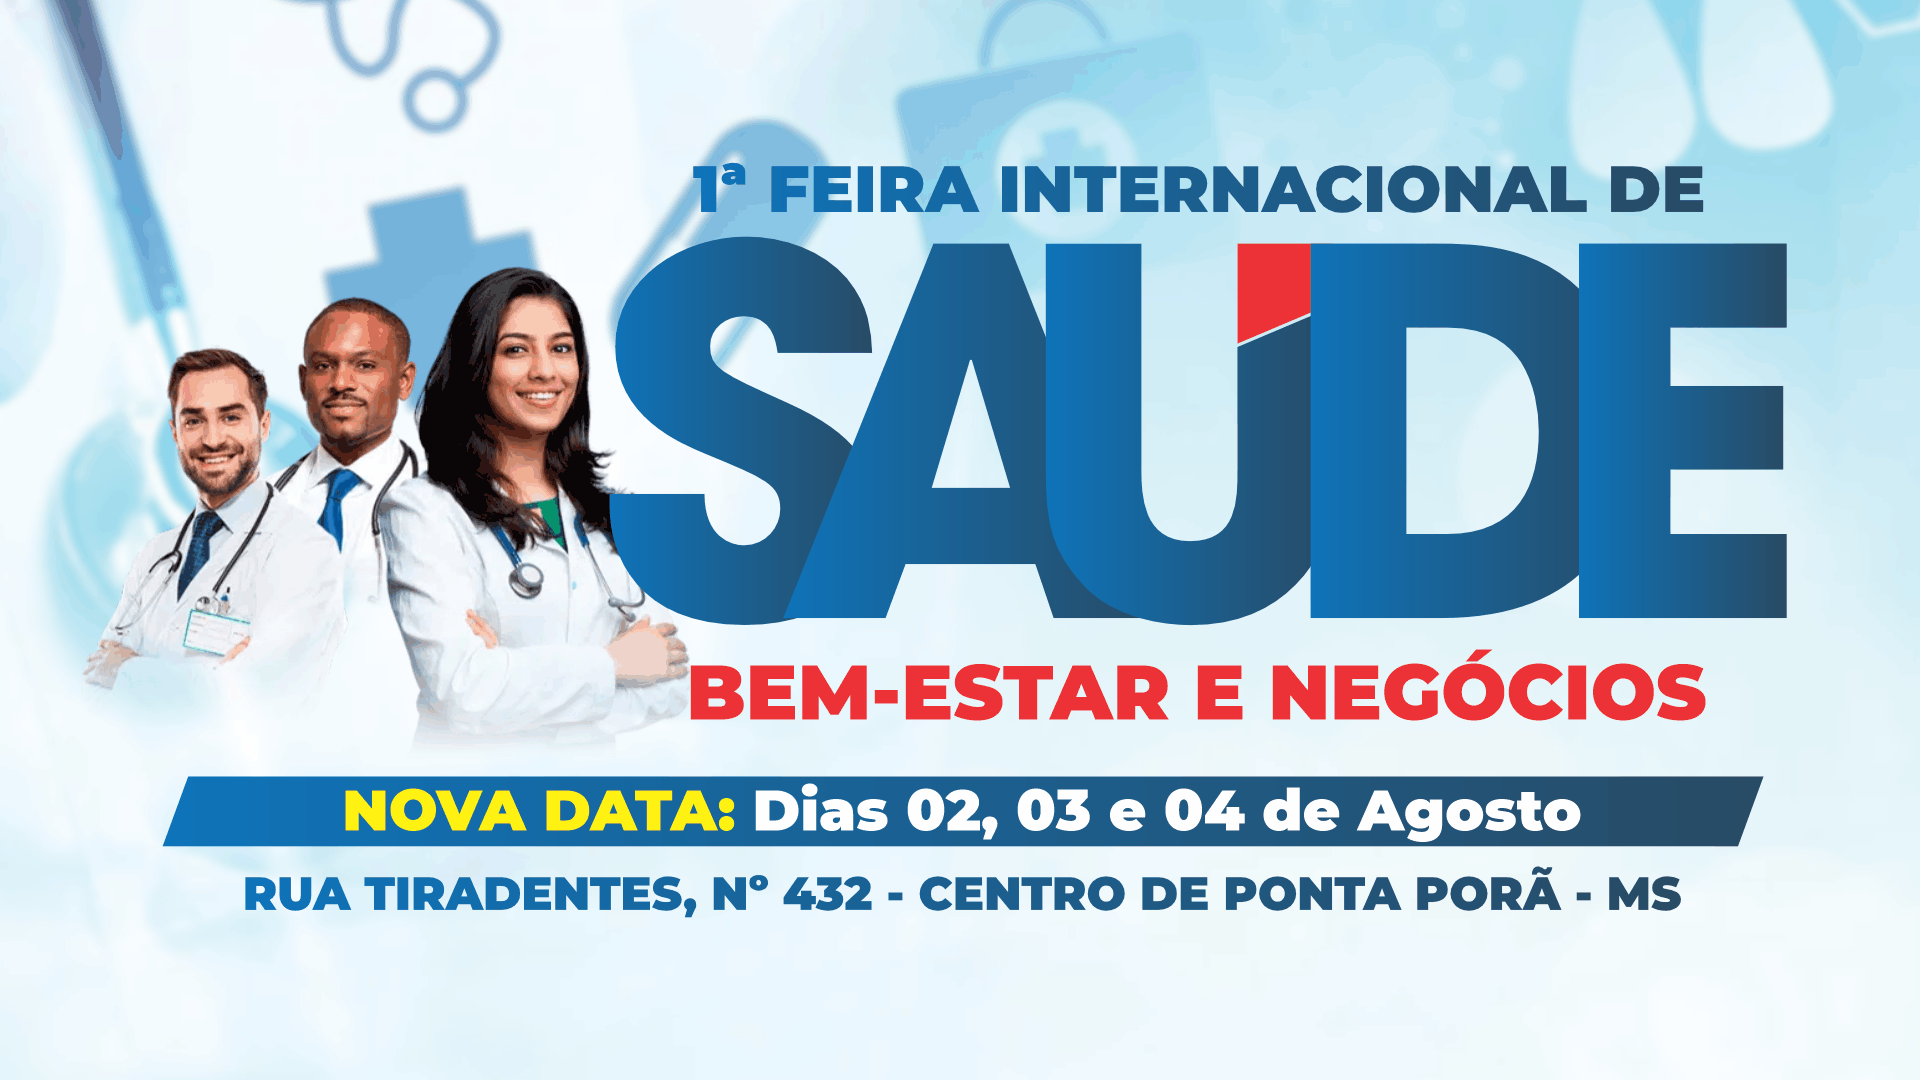 1ª FEIRA INTERNACIONAL DE
SAÚDE
BEM-ESTAR E NEGÓCIOS
NOVA DATA: Dias 02, 03 e 04 de Agosto
RUA TIRADENTES, Nº 432 - CENTRO DE PONTA PORÃ - MS